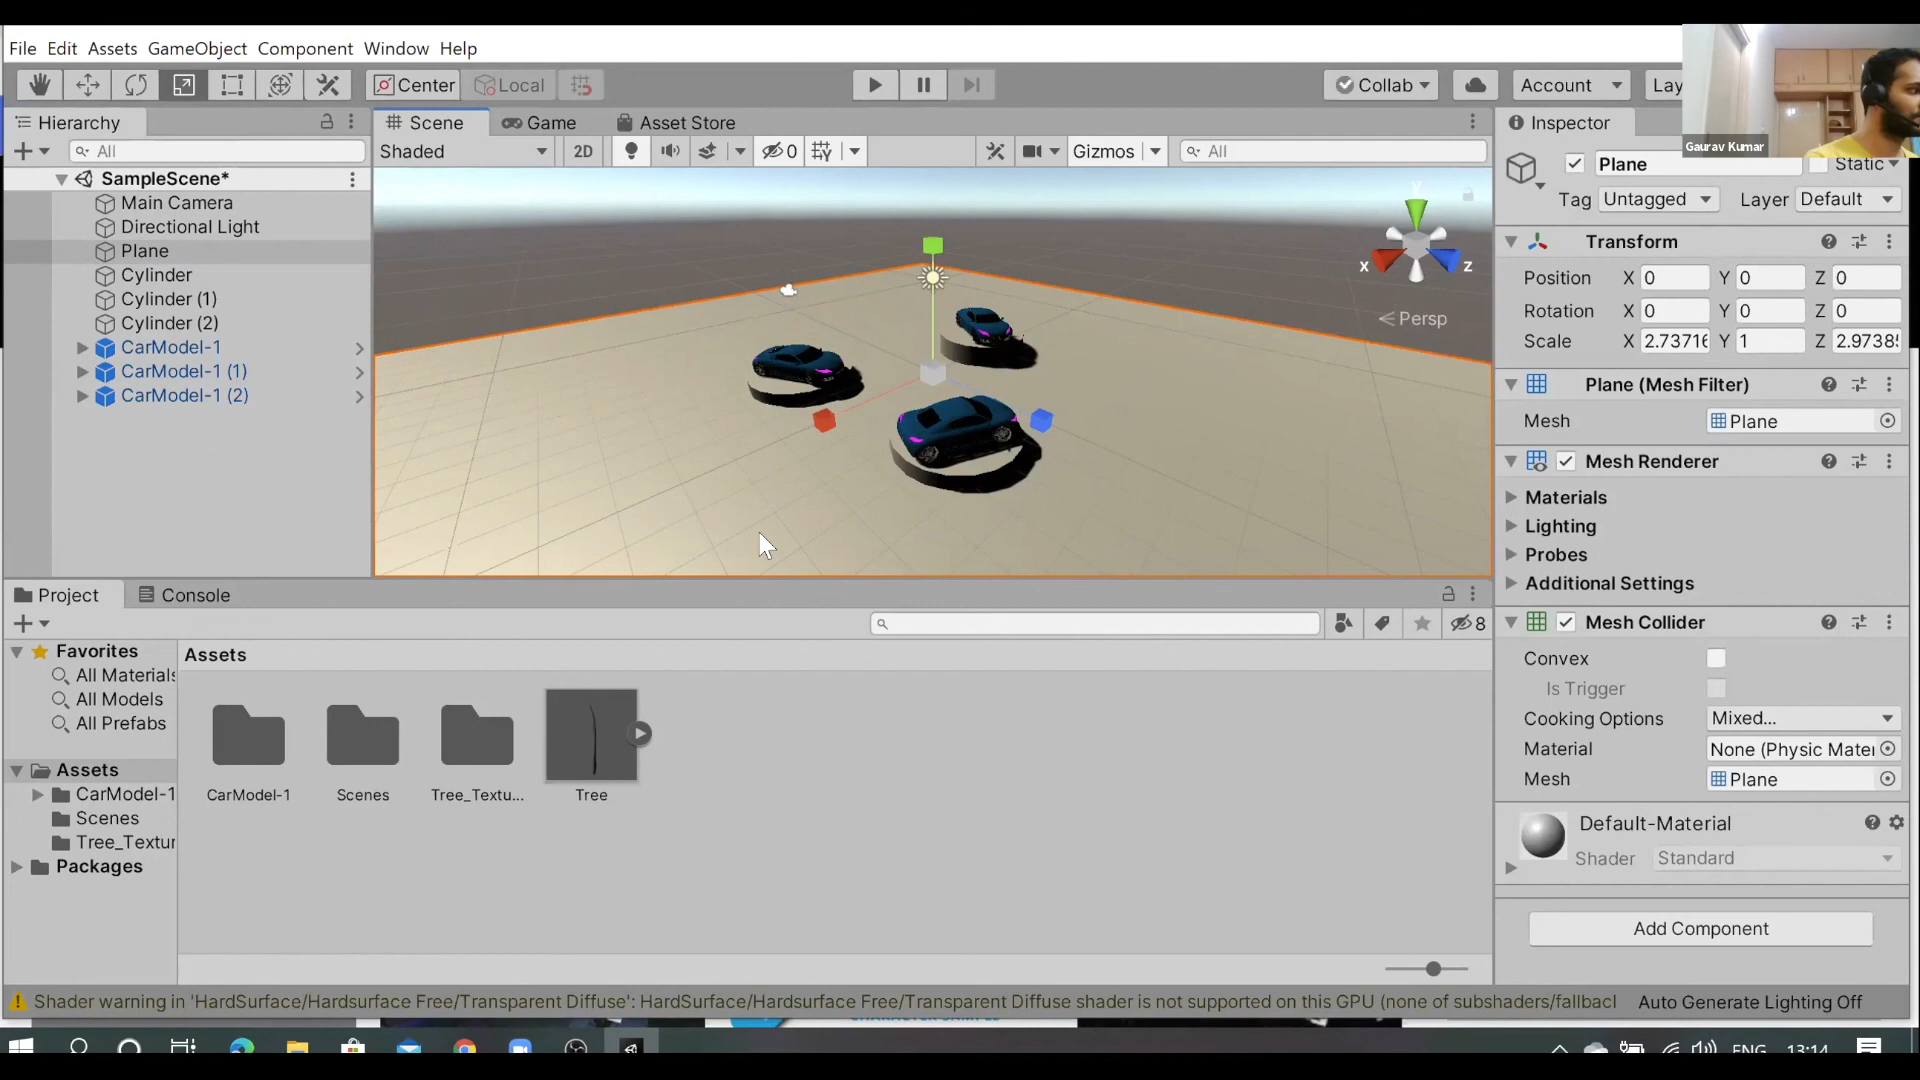 File Edit Assets GameObject Component Window Help
Center Local Collab Account Lay
Gaurav Kumar
Hierarchy
All
SampleScene*
Main Camera
Directional Light
Plane
Cylinder
Cylinder (1)
Cylinder (2)
CarModel-1
CarModel-1 (1)
CarModel-1 (2)
Scene Game Asset Store
Shaded 2D 0 Gizmos All
y
x z
Persp
Inspector
Plane Static
Tag Untagged Layer Default
Transform
Position X 0 Y 0 Z 0
Rotation X 0 Y 0 Z 0
Scale X 2.73716 Y 1 Z 2.9738
Plane (Mesh Filter)
Mesh Plane
Mesh Renderer
Materials
Lighting
Probes
Additional Settings
Mesh Collider
Convex
Is Trigger
Cooking Options Mixed...
Material None (Physic Mater
Mesh Plane
Default-Material
Shader Standard
Add Component
Project Console
8
Favorites
All Materials
All Models
All Prefabs
Assets
CarModel-1
Scenes
Tree_Textur
Packages
Assets
CarModel-1 Scenes Tree_Textu... Tree
Shader warning in 'HardSurface/Hardsurface Free/Transparent Diffuse': HardSurface/Hardsurface Free/Transparent Diffuse shader is not supported on this GPU (none of subshaders/fallbacl
Auto Generate Lighting Off
ENG 13:14